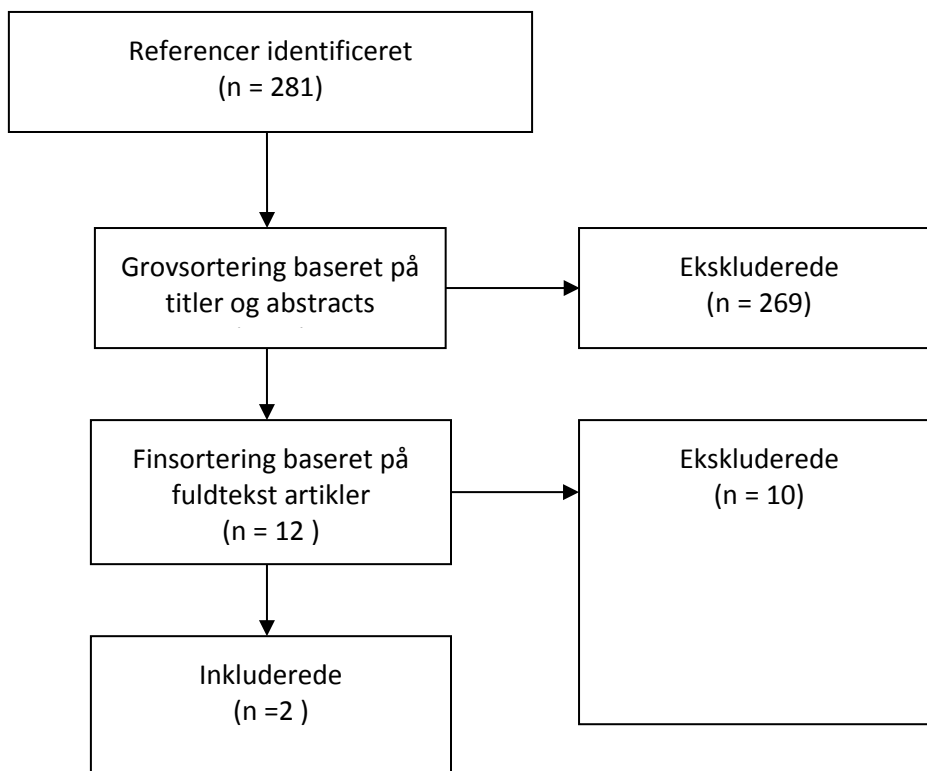 Referencer identificeret
(n = 281)
Grovsortering baseret på
titler og abstracts
Ekskluderede
(n = 269)
Finsortering baseret på
fuldtekst artikler
(n = 12 )
Ekskluderede
(n = 10)
Inkluderede
(n =2 )